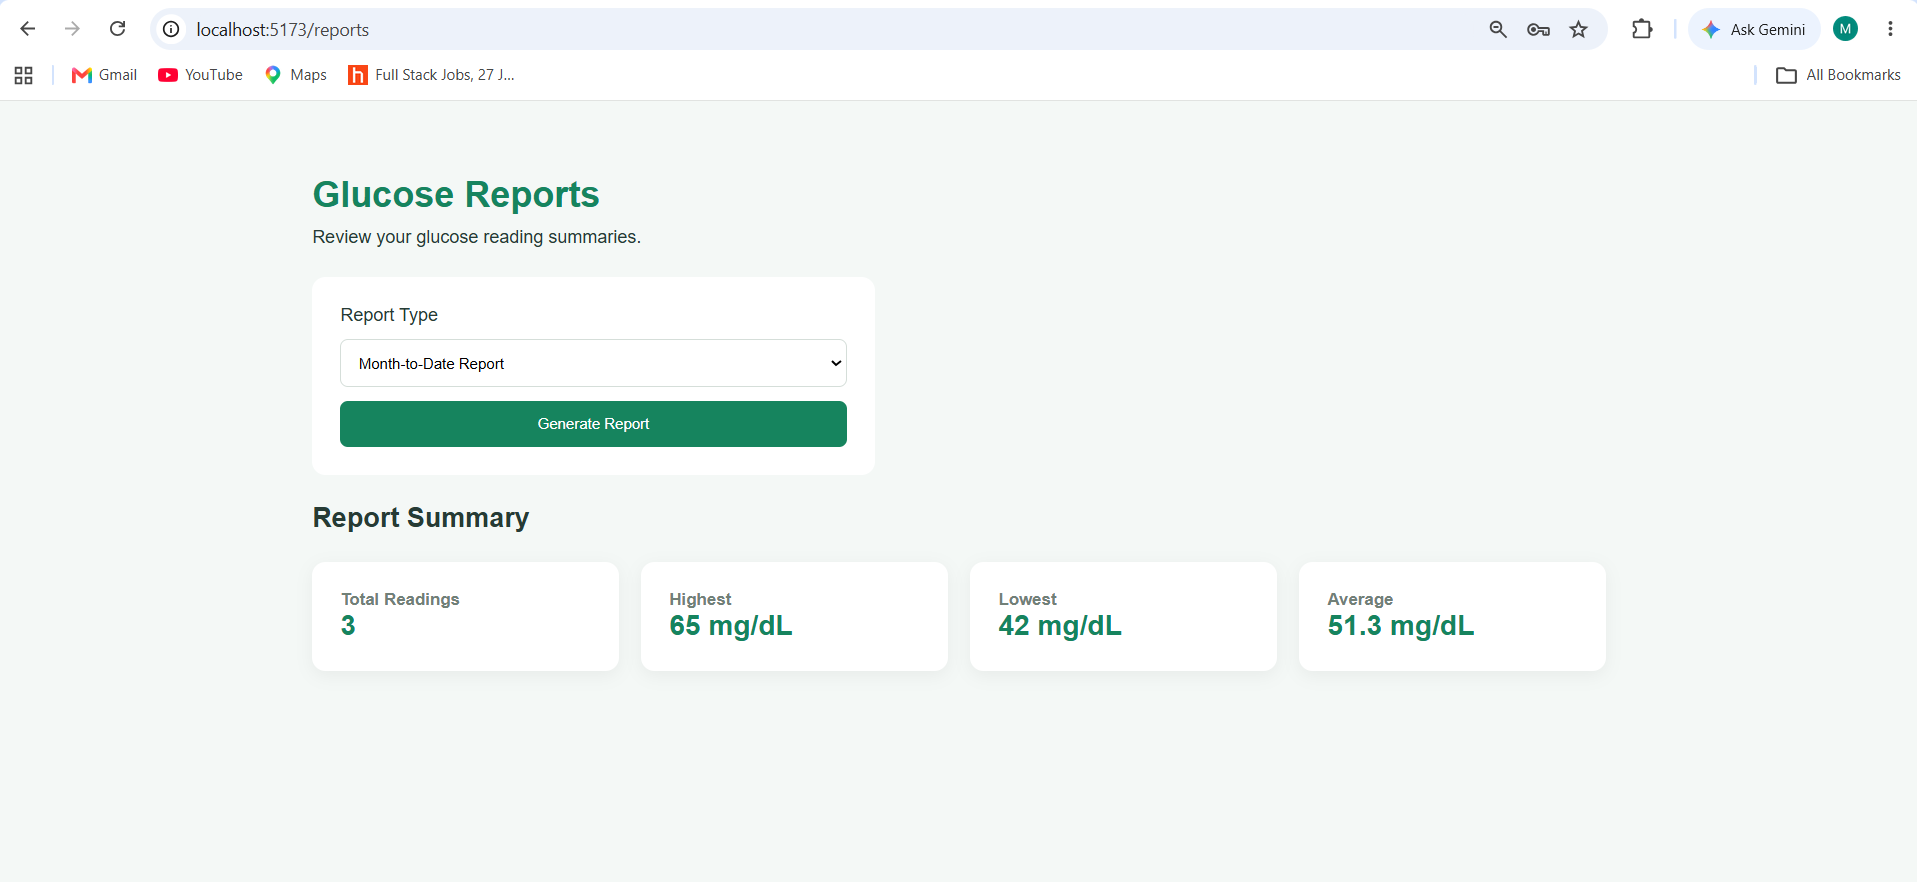 localhost:5173/reports
Ask Gemini
M
Gmail
YouTube
Maps
h
Full Stack Jobs, 27 J...
All Bookmarks
Glucose Reports
Review your glucose reading summaries.
Report Type
Month-to-Date Report
Generate Report
Report Summary
Total Readings
3
Highest
65 mg/dL
Lowest
42 mg/dL
Average
51.3 mg/dL